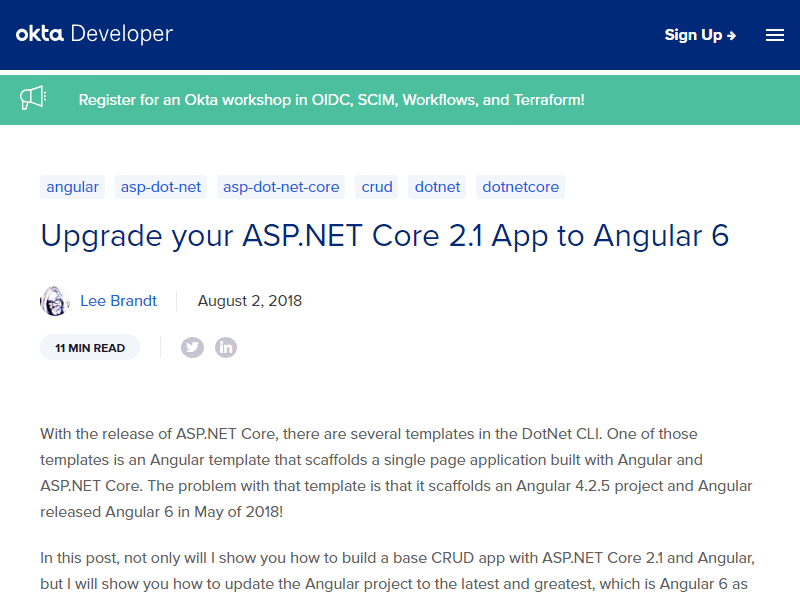 okta Developer
Sign Up →
Register for an Okta workshop in OIDC, SCIM, Workflows, and Terraform!
angular asp-dot-net asp-dot-net-core crud dotnet dotnetcore
Upgrade your ASP.NET Core 2.1 App to Angular 6
Lee Brandt August 2, 2018
11 MIN READ
in
With the release of ASP.NET Core, there are several templates in the DotNet CLI. One of those
templates is an Angular template that scaffolds a single page application built with Angular and
ASP.NET Core. The problem with that template is that it scaffolds an Angular 4.2.5 project and Angular
released Angular 6 in May of 2018!
In this post, not only will I show you how to build a base CRUD app with ASP.NET Core 2.1 and Angular,
but I will show you how to update the Angular project to the latest and greatest, which is Angular 6 as